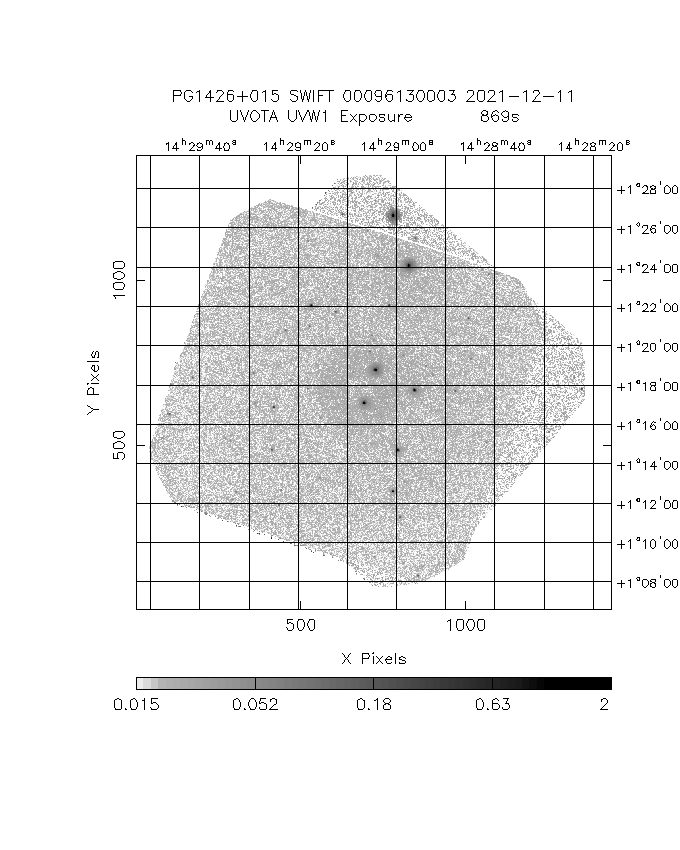 PG1426+015 SWIFT 00096130003 2021-12-11
UVOTA UVW1 Exposure 869s
14ʰ29ᵐ40ˢ 14ʰ29ᵐ20ˢ 14ʰ29ᵐ00ˢ 14ʰ28ᵐ40ˢ 14ʰ28ᵐ20ˢ
+1°28'00
+1°26'00
+1°24'00
+1°22'00
+1°20'00
+1°18'00
+1°16'00
+1°14'00
+1°12'00
+1°10'00
+1°08'00
1000
500
Y Pixels
500 1000
X Pixels
0.015 0.052 0.18 0.63 2